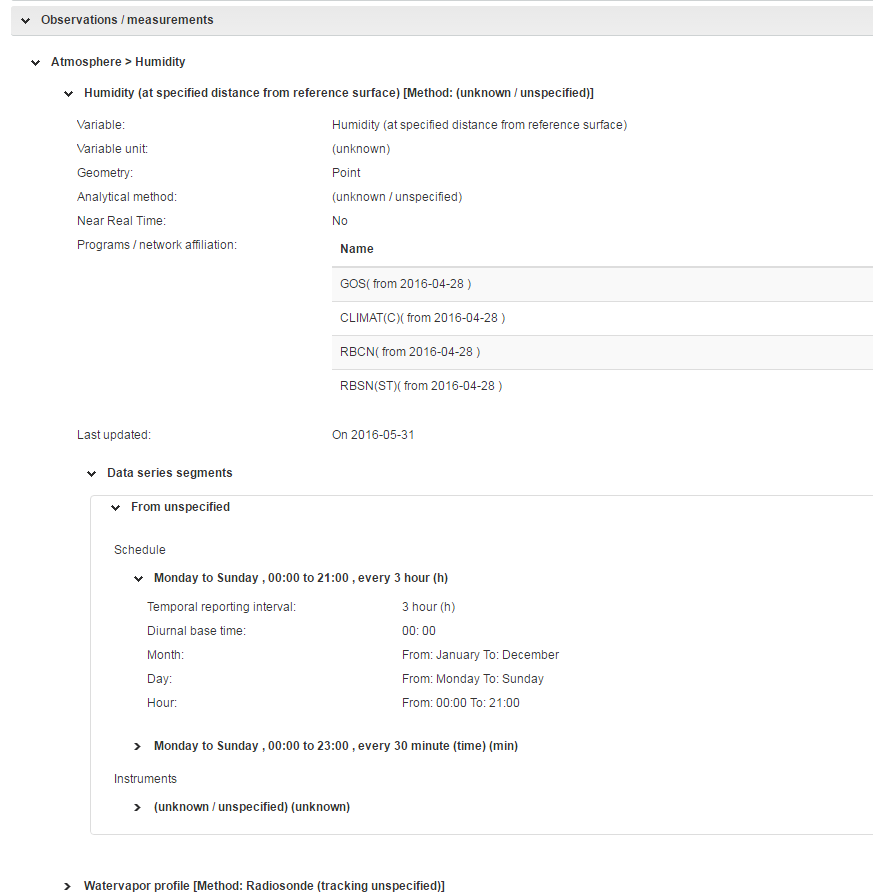 Observations / measurements
Atmosphere > Humidity
Humidity (at specified distance from reference surface) [Method: (unknown / unspecified)]
Variable: Humidity (at specified distance from reference surface)
Variable unit: (unknown)
Geometry: Point
Analytical method: (unknown / unspecified)
Near Real Time: No
Programs / network affiliation: Name
GOS( from 2016-04-28 )
CLIMAT(C)( from 2016-04-28 )
RBCN( from 2016-04-28 )
RBSN(ST)( from 2016-04-28 )
Last updated: On 2016-05-31
Data series segments
From unspecified
Schedule
Monday to Sunday , 00:00 to 21:00 , every 3 hour (h)
Temporal reporting interval: 3 hour (h)
Diurnal base time: 00: 00
Month: From: January To: December
Day: From: Monday To: Sunday
Hour: From: 00:00 To: 21:00
Monday to Sunday , 00:00 to 23:00 , every 30 minute (time) (min)
Instruments
(unknown / unspecified) (unknown)
Watervapor profile [Method: Radiosonde (tracking unspecified)]